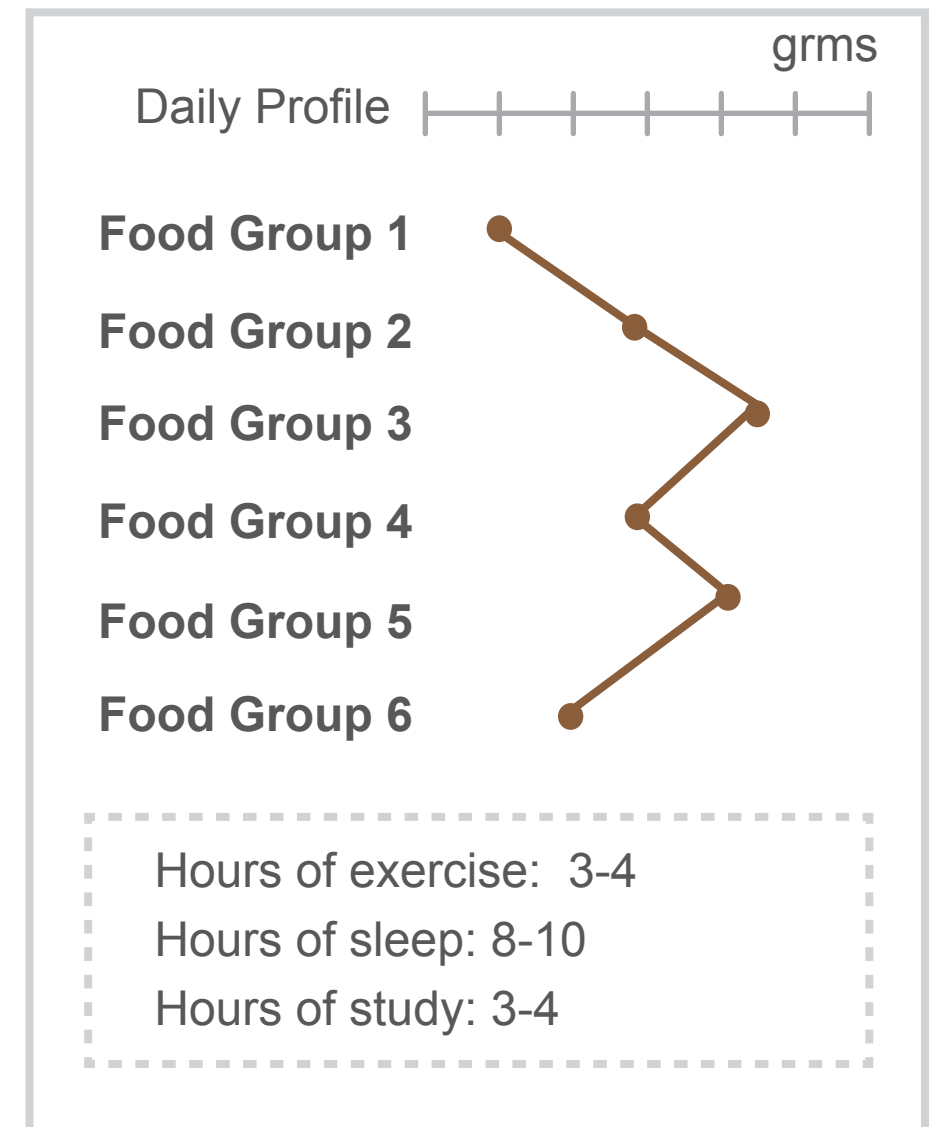 grms
Daily Profile
Food Group 1
Food Group 2
Food Group 3
Food Group 4
Food Group 5
Food Group 6
Hours of exercise:  3-4
Hours of sleep: 8-10
Hours of study: 3-4